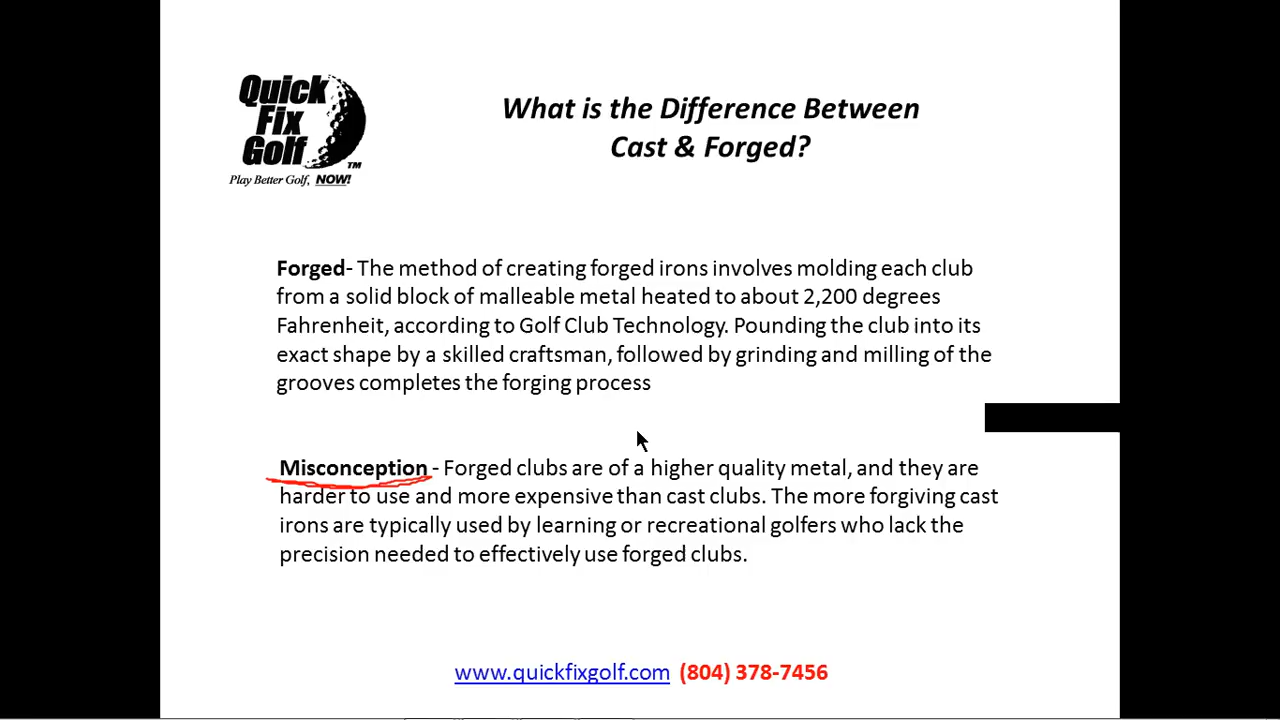 Quick
Fix
Golf
TM
Play Better Golf, NOW!
What is the Difference Between
Cast & Forged?
Forged- The method of creating forged irons involves molding each club
from a solid block of malleable metal heated to about 2,200 degrees
Fahrenheit, according to Golf Club Technology. Pounding the club into its
exact shape by a skilled craftsman, followed by grinding and milling of the
grooves completes the forging process
Misconception - Forged clubs are of a higher quality metal, and they are
harder to use and more expensive than cast clubs. The more forgiving cast
irons are typically used by learning or recreational golfers who lack the
precision needed to effectively use forged clubs.
www.quickfixgolf.com (804) 378-7456